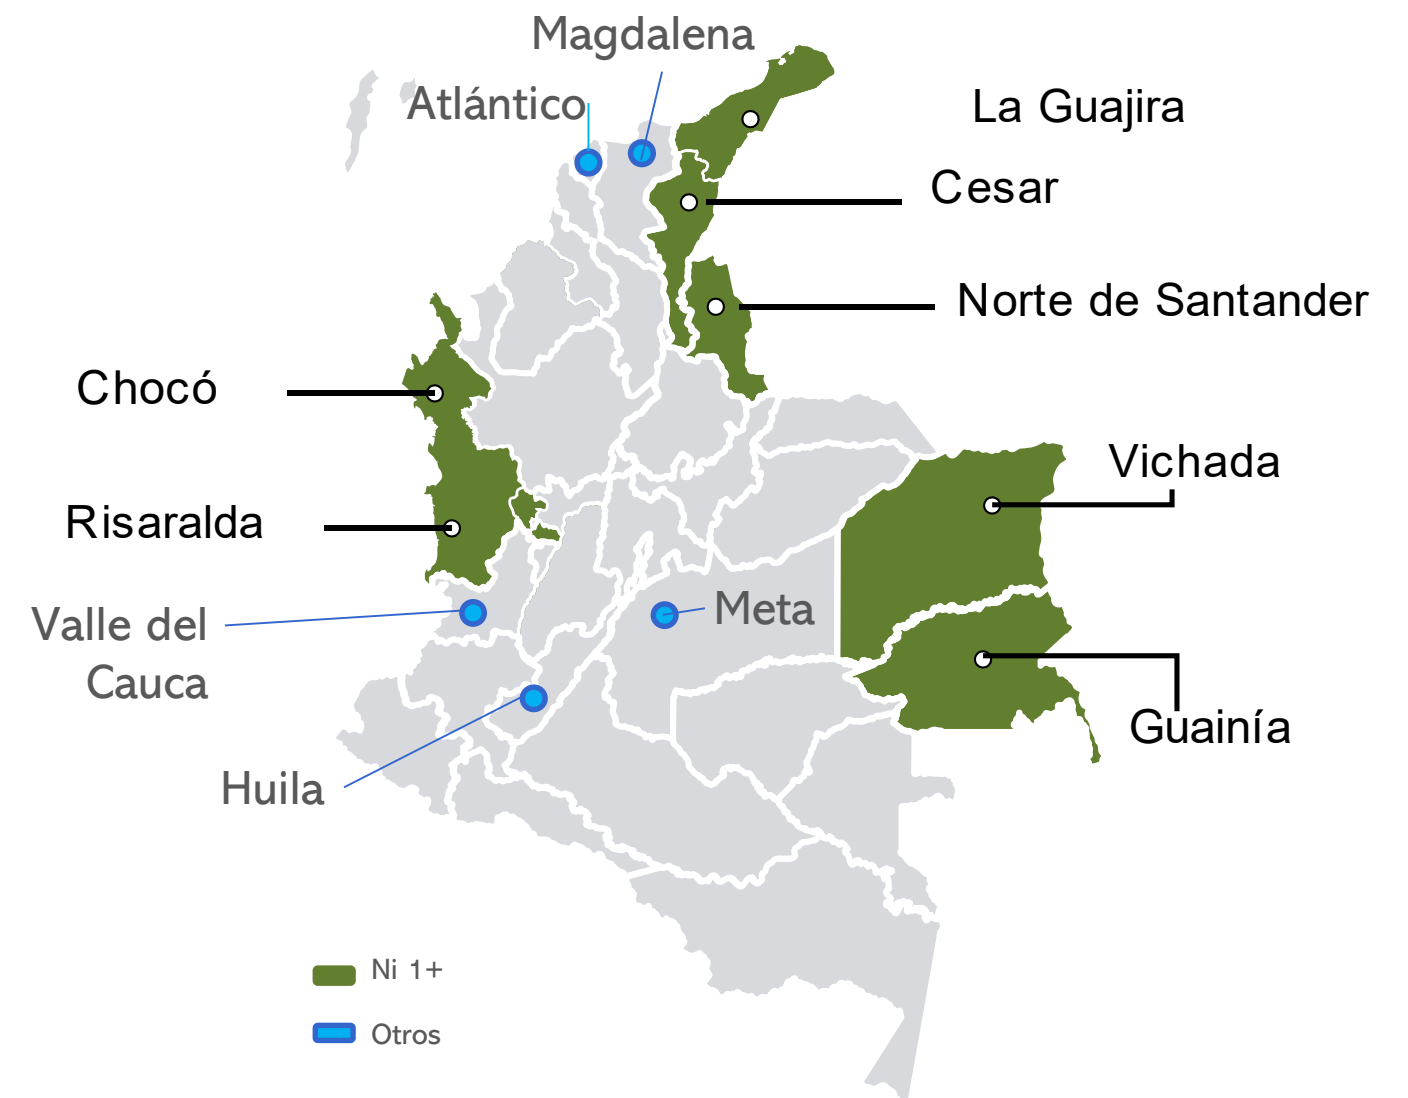 Magdalena
Atlántico
La Guajira
Cesar
Norte de Santander
Chocó
Vichada
Risaralda
Valle del
Cauca
Meta
Guainía
Huila
Ni 1+
Otros